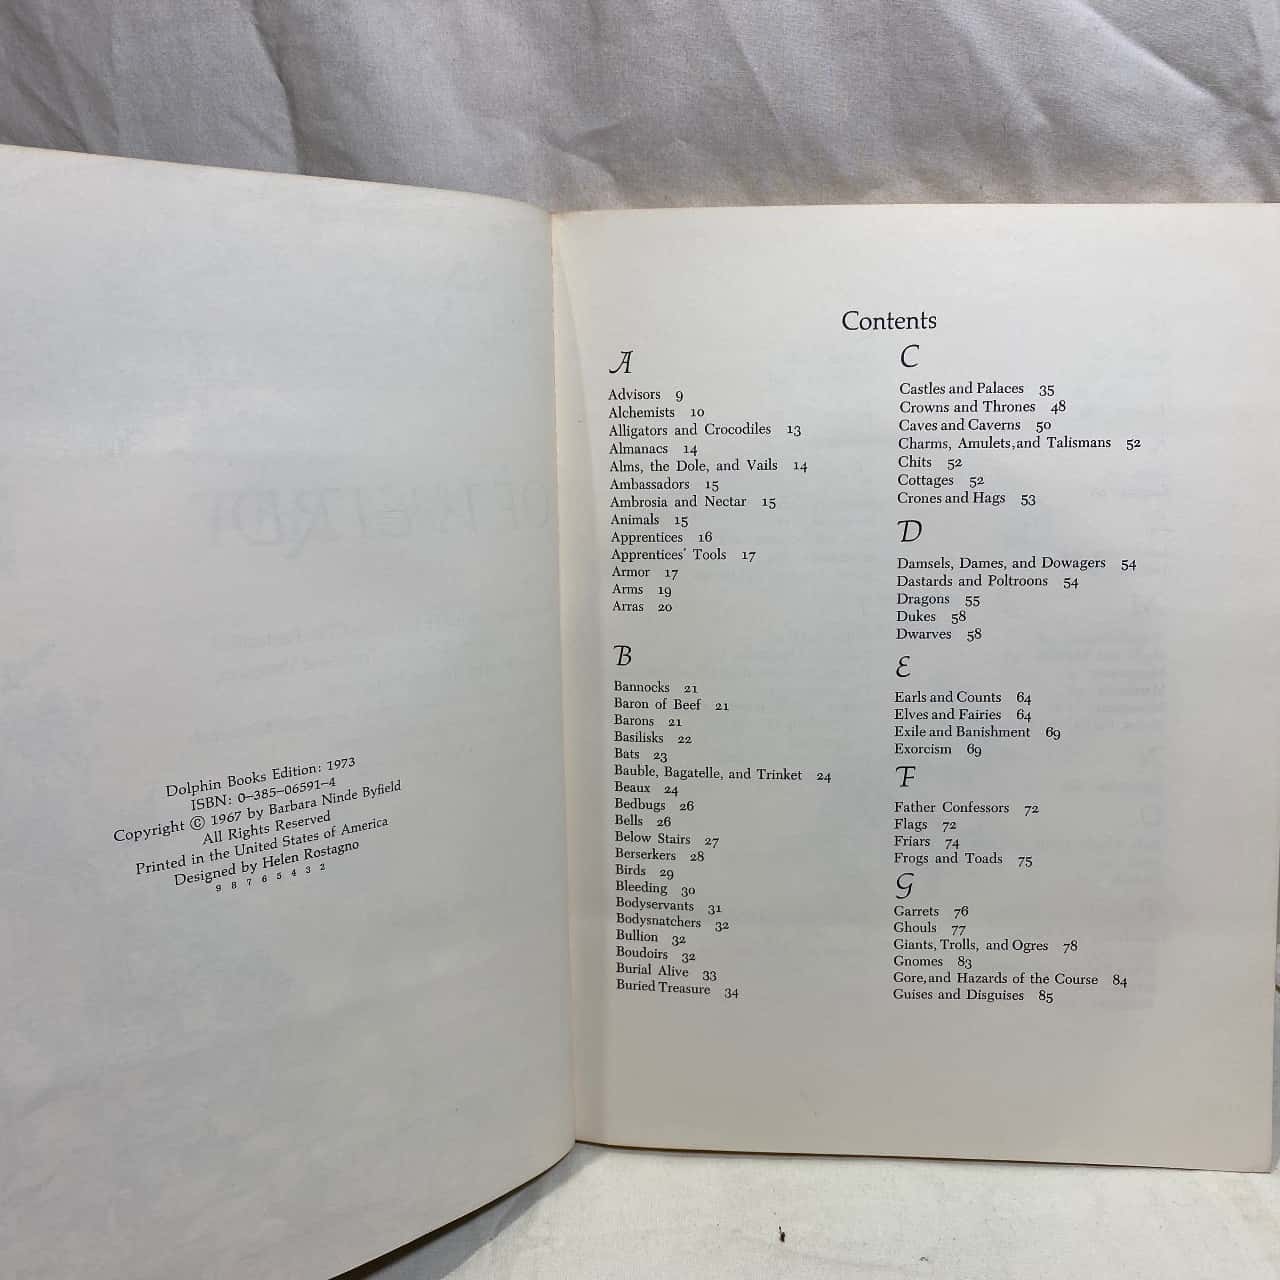 Dolphin Books Edition: 1973
ISBN: 0-385-06591-4
Copyright © 1967 by Barbara Ninde Byfield
All Rights Reserved
Printed in the United States of America
Designed by Helen Rostagno
9 8 7 6 5 4 3 2
Contents
A
Advisors 9
Alchemists 10
Alligators and Crocodiles 13
Almanacs 14
Alms, the Dole, and Vails 14
Ambassadors 15
Ambrosia and Nectar 15
Animals 15
Apprentices 16
Apprentices' Tools 17
Armor 17
Arms 19
Arras 20
B
Bannocks 21
Baron of Beef 21
Barons 21
Basilisks 22
Bats 23
Bauble, Bagatelle, and Trinket 24
Beaux 24
Bedbugs 26
Bells 26
Below Stairs 27
Berserkers 28
Birds 29
Bleeding 30
Bodyservants 31
Bodysnatchers 32
Bullion 32
Boudoirs 32
Burial Alive 33
Buried Treasure 34
C
Castles and Palaces 35
Crowns and Thrones 48
Caves and Caverns 50
Charms, Amulets, and Talismans 52
Chits 52
Cottages 52
Crones and Hags 53
D
Damsels, Dames, and Dowagers 54
Dastards and Poltroons 54
Dragons 55
Dukes 58
Dwarves 58
E
Earls and Counts 64
Elves and Fairies 64
Exile and Banishment 69
Exorcism 69
F
Father Confessors 72
Flags 72
Friars 74
Frogs and Toads 75
G
Garrets 76
Ghouls 77
Giants, Trolls, and Ogres 78
Gnomes 83
Gore, and Hazards of the Course 84
Guises and Disguises 85